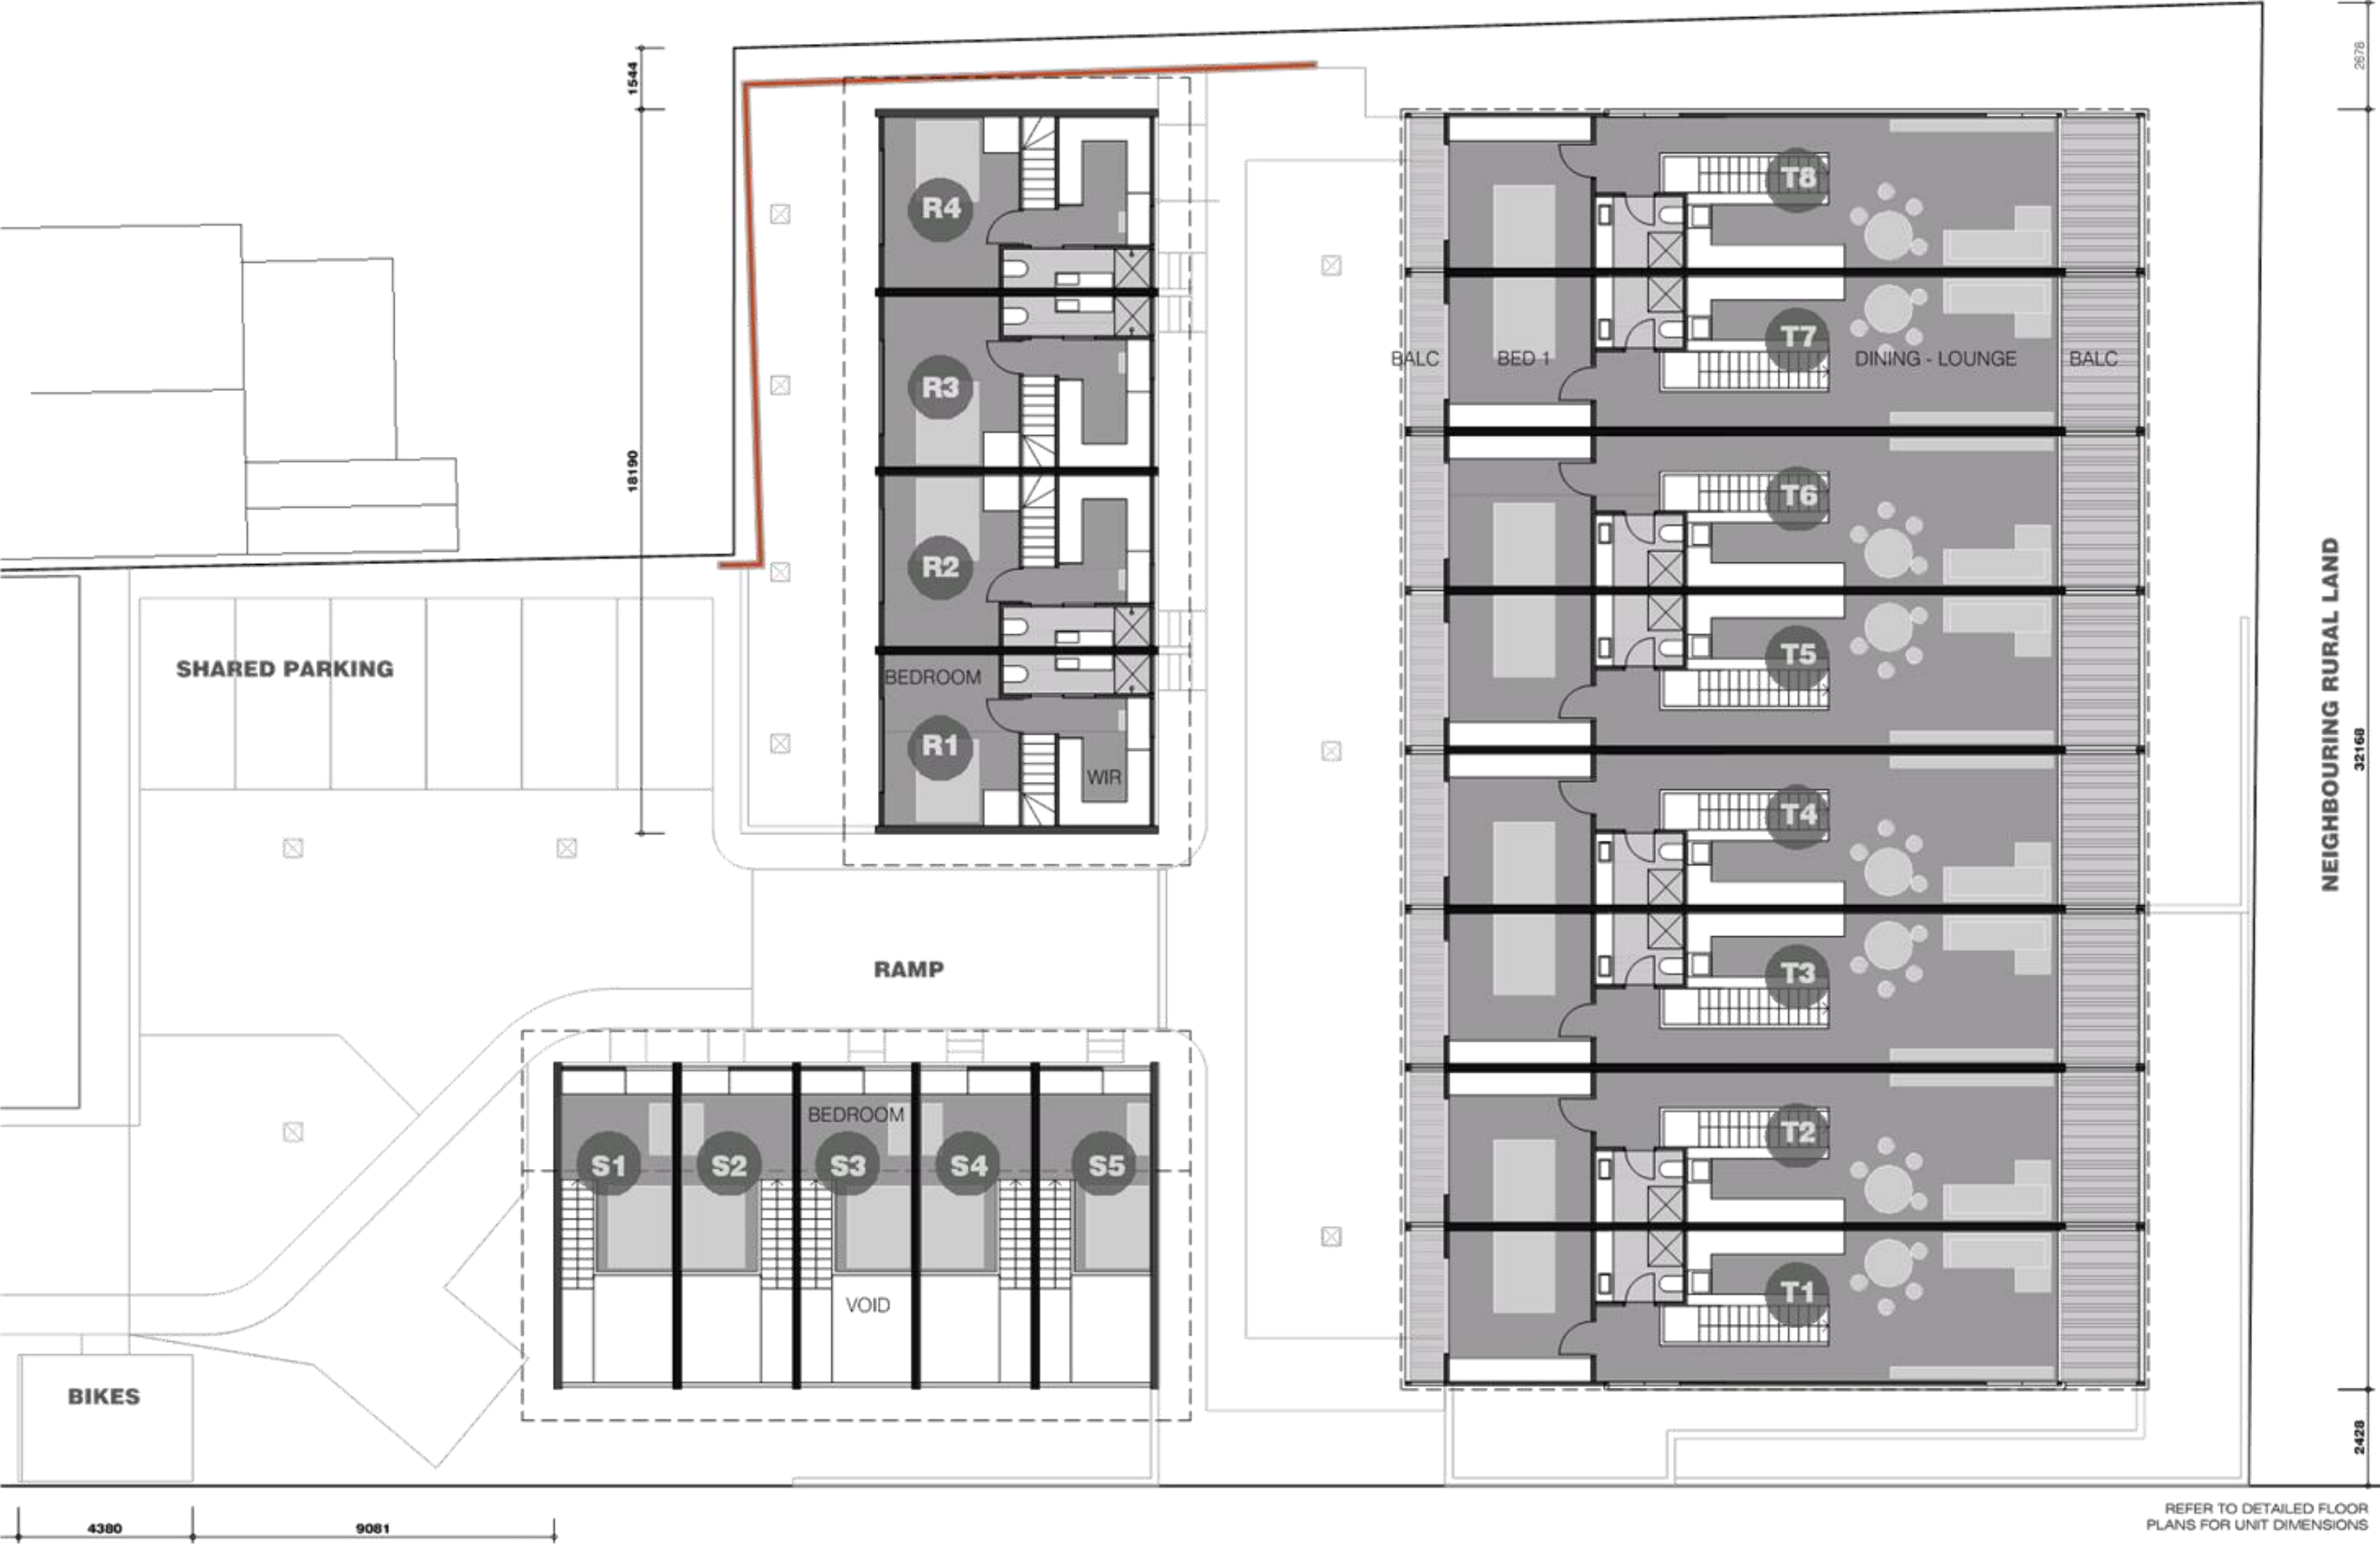 2678
1544
T8
R4
T7
BALC
BED 1
DINING - LOUNGE
BALC
R3
18190
T6
R2
NEIGHBOURING RURAL LAND
T5
SHARED PARKING
BEDROOM
R1
32168
WIR
T4
RAMP
T3
BEDROOM
T2
S1
S2
S3
S4
S5
T1
VOID
BIKES
2428
REFER TO DETAILED FLOOR
PLANS FOR UNIT DIMENSIONS
4380
9081